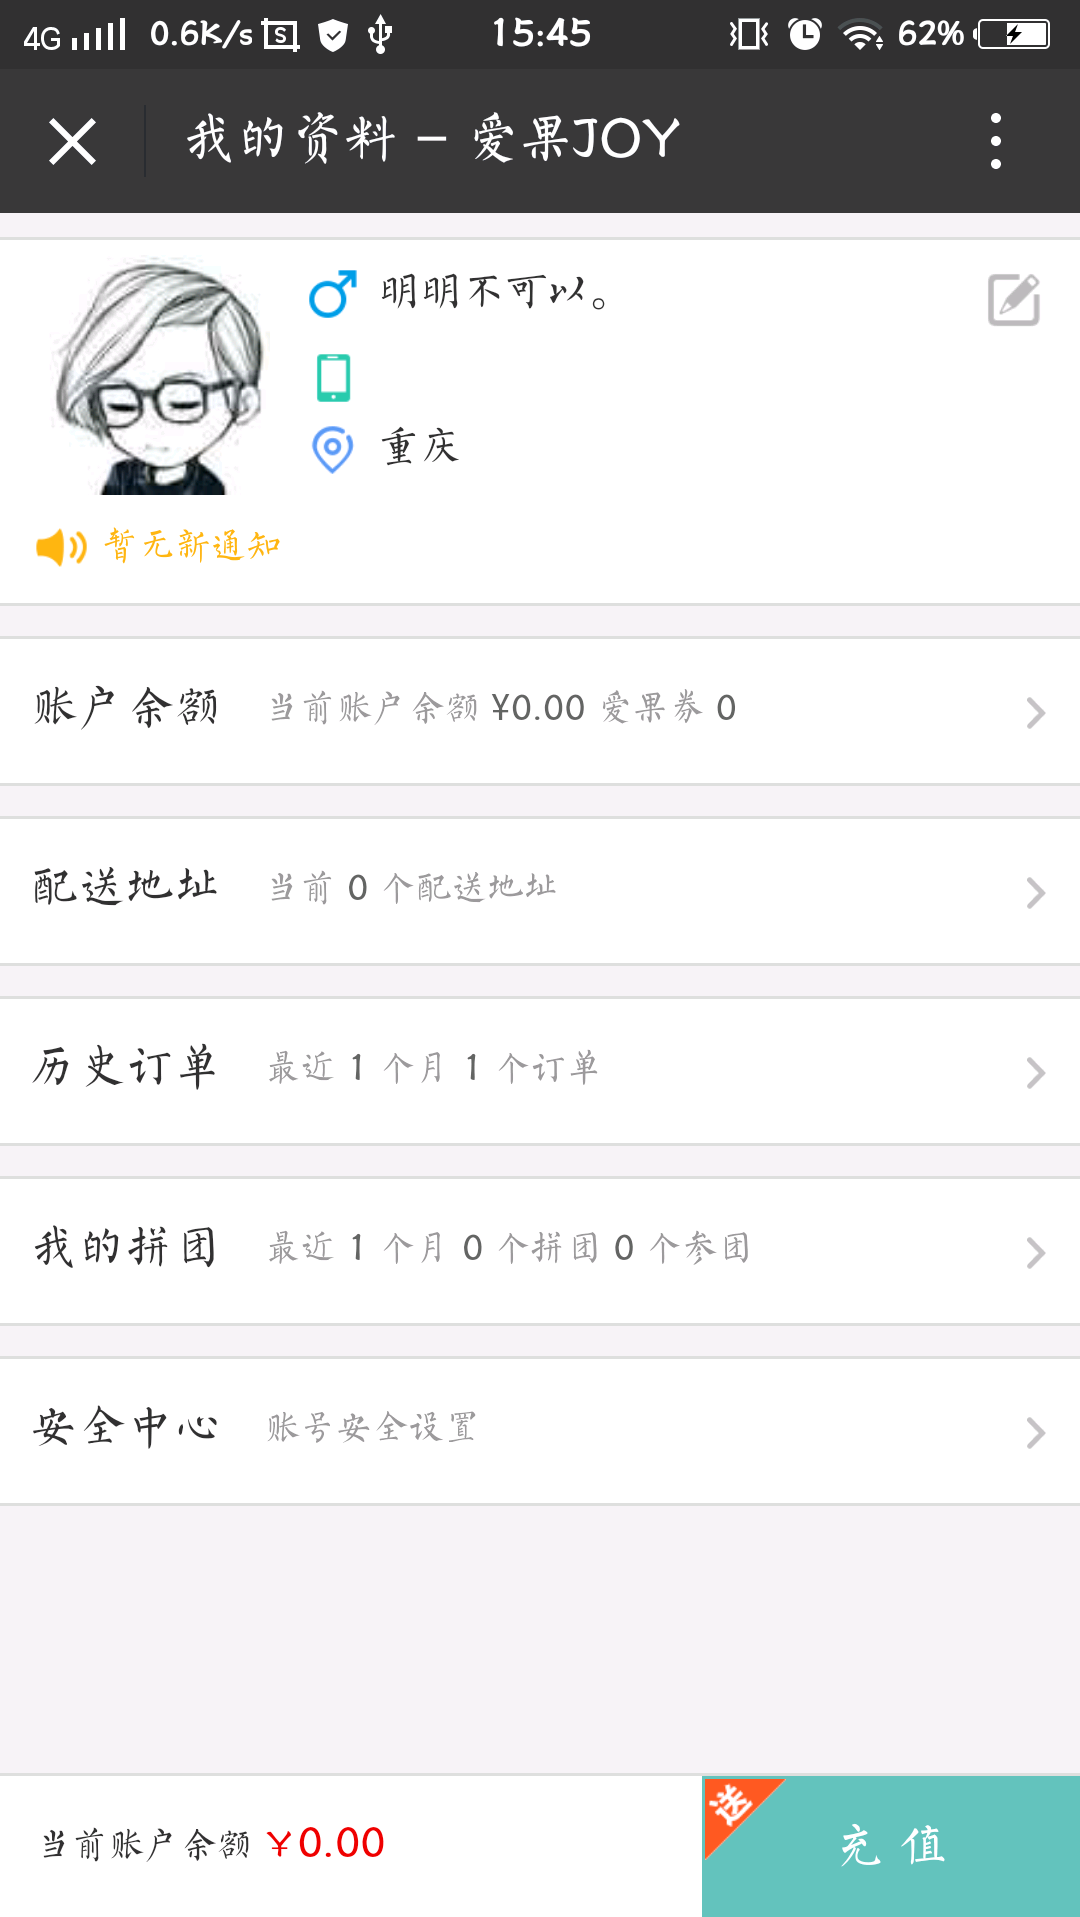 4G 0.6K/s S 15:45 62%
我的资料 – 爱果JOY
明明不可以。
重庆
暂无新通知
账户余额 当前账户余额 ¥0.00 爱果券 0
配送地址 当前 0 个配送地址
历史订单 最近 1 个月 1 个订单
我的拼团 最近 1 个月 0 个拼团 0 个参团
安全中心 账号安全设置
当前账户余额 ¥0.00 送 充 值